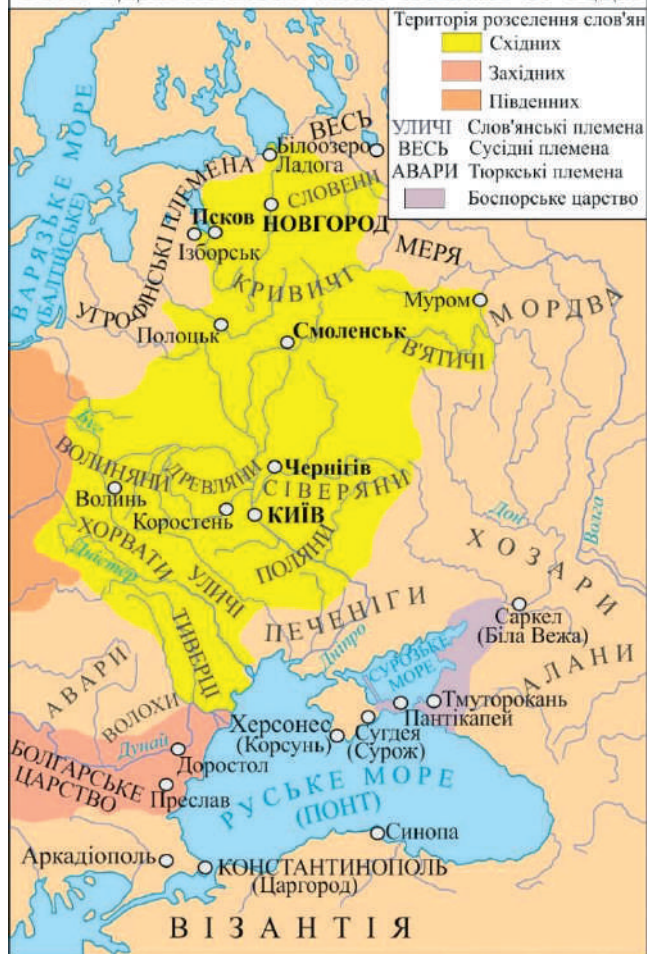 Територія розселення слов'ян
Східних
Західних
Південних
УЛИЧІ Слов'янські племена
ВЕСЬ Сусідні племена
АВАРИ Тюркські племена
Боспорське царство
ВАРЯЗЬКЕ МОРЕ
(БАЛТІЙСЬКЕ)
УГРОФІНСЬКІ ПЛЕМЕНА
ВЕСЬ
Білоозеро
Ладога
СЛОВЕНИ
Псков
НОВГОРОД
Ізборськ
МЕРЯ
КРИВИЧІ
Муром
МОРДВА
Полоцьк
Смоленськ
В'ЯТИЧІ
Буг
ВОЛИНЯНИ
ДРЕВЛЯНИ
Чернігів
СІВЕРЯНИ
Волинь
Коростень
КИЇВ
Дон
Волга
ХОРВАТИ
ПОЛЯНИ
ХОЗАРИ
Дністер
УЛИЧІ
ТИВЕРЦІ
ПЕЧЕНІГИ
Саркел
(Біла Вежа)
Дніпро
АВАРИ
СУРОЗЬКЕ
МОРЕ
АЛАНИ
ВОЛОХИ
Тмуторокань
Пантікапей
Херсонес
(Корсунь)
Сугдея
(Сурож)
Дунай
БОЛГАРСЬКЕ
ЦАРСТВО
Доростол
Преслав
РУСЬКЕ МОРЕ
(ПОНТ)
Синопа
Аркадіополь
КОНСТАНТИНОПОЛЬ
(Царгород)
ВІЗАНТІЯ